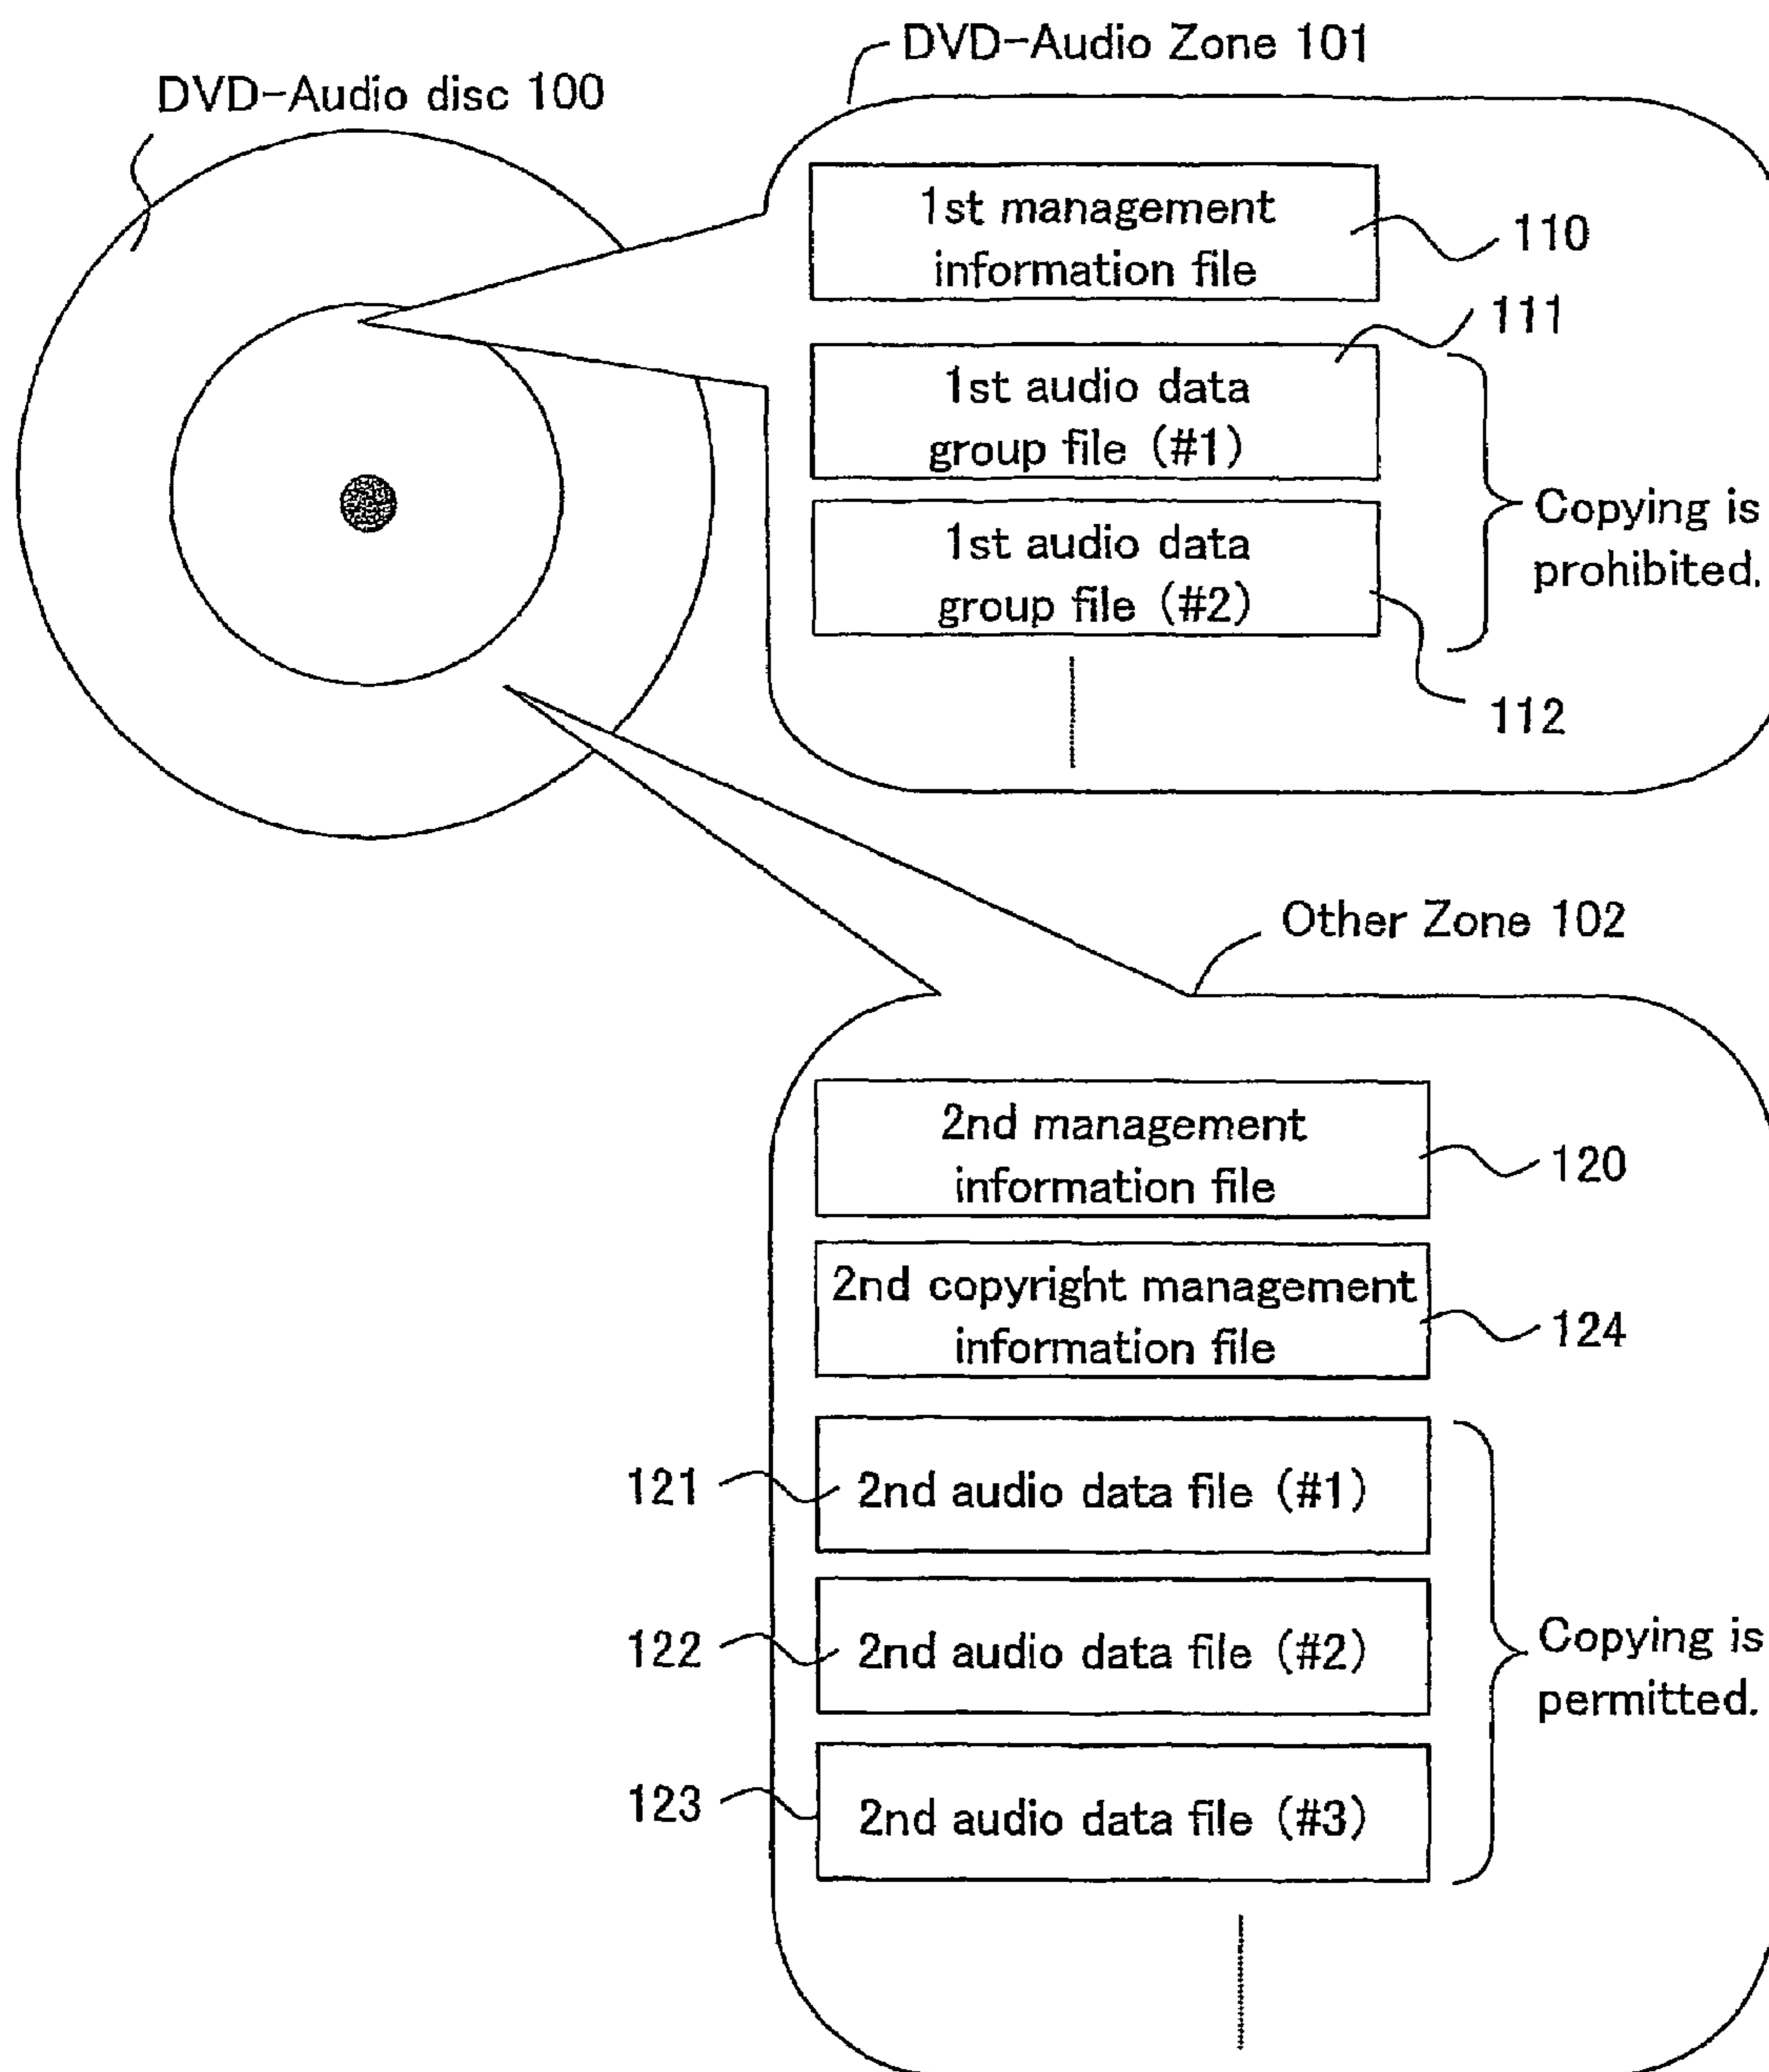 DVD-Audio disc 100
DVD-Audio Zone 101
1st management
information file
110
111
1st audio data
group file (#1)
1st audio data
group file (#2)
Copying is
prohibited.
112
Other Zone 102
2nd management
information file
120
2nd copyright management
information file
124
121
2nd audio data file (#1)
122
2nd audio data file (#2)
Copying is
permitted.
123
2nd audio data file (#3)